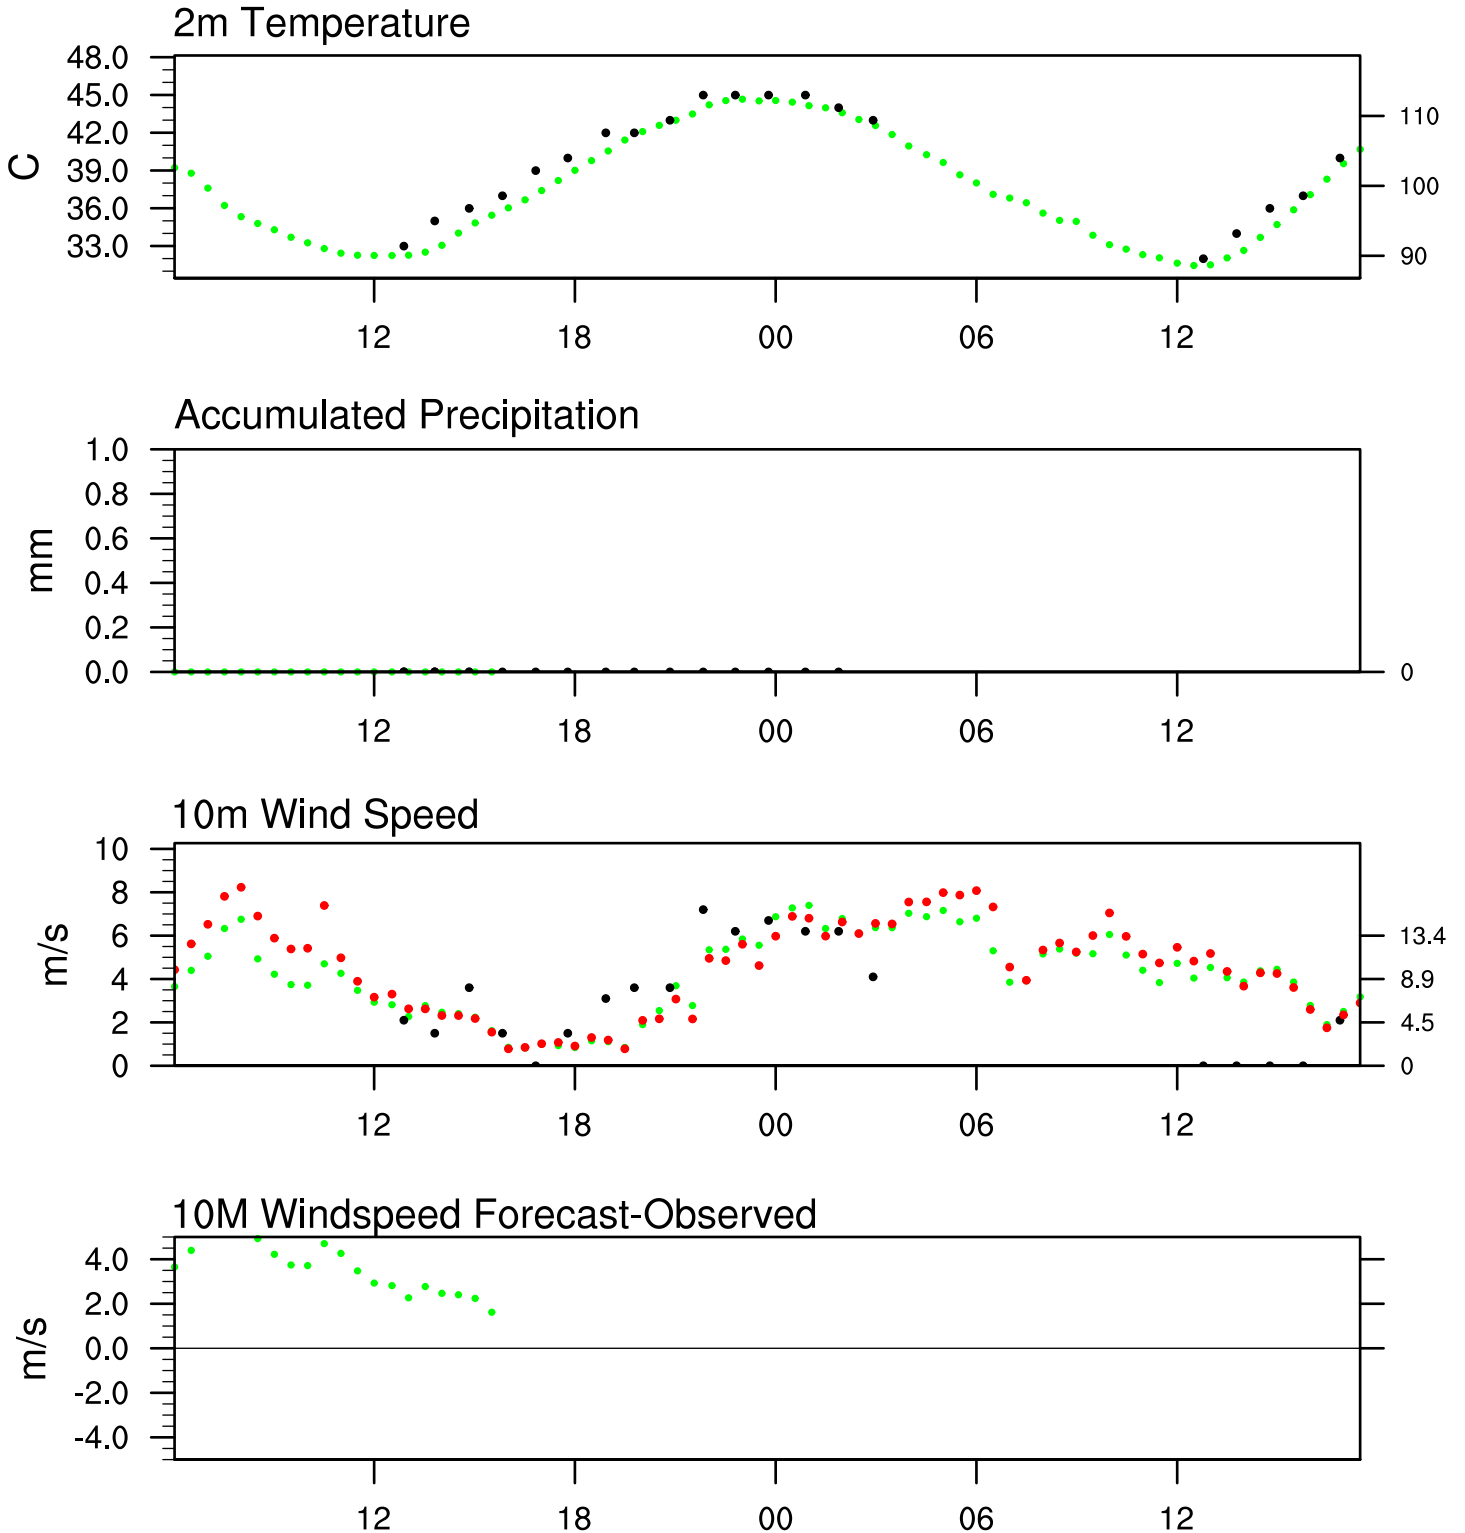 2m Temperature
48.0
45.0
42.0
39.0
36.0
33.0
C
110
100
90
12 18 00 06 12
Accumulated Precipitation
1.0
0.8
0.6
0.4
0.2
0.0
mm
0
12 18 00 06 12
10m Wind Speed
10
8
6
4
2
0
m/s
13.4
8.9
4.5
0
12 18 00 06 12
10M Windspeed Forecast-Observed
4.0
2.0
0.0
-2.0
-4.0
m/s
12 18 00 06 12